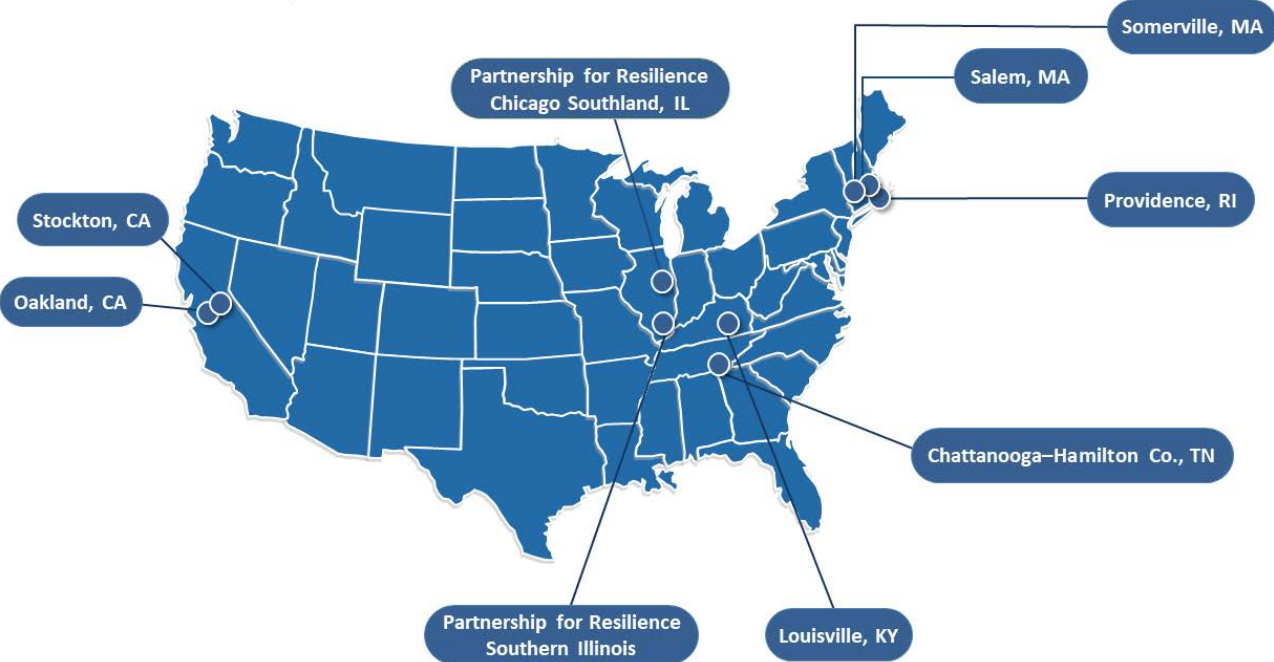 Somerville, MA
Salem, MA
Partnership for Resilience
Chicago Southland, IL
Providence, RI
Stockton, CA
Oakland, CA
Chattanooga–Hamilton Co., TN
Partnership for Resilience
Southern Illinois
Louisville, KY